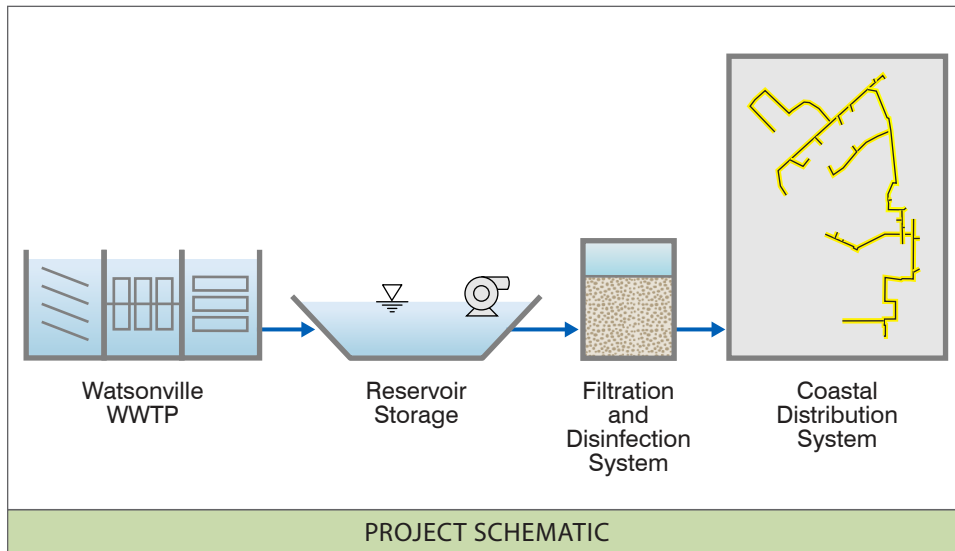 Watsonville
WWTP
Reservoir
Storage
Filtration
and
Disinfection
System
Coastal
Distribution
System
PROJECT SCHEMATIC